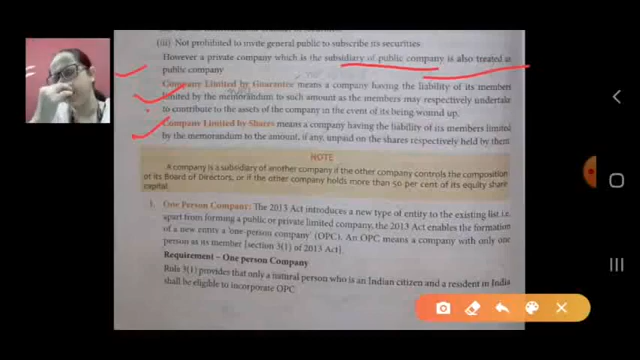 (iii) Not prohibited to invite general public to subscribe its securities
However a private company which is the subsidiary of public company is also treated as
public company
Company Limited by Guarantee means a company having the liability of its members
limited by the memorandum to such amount as the members may respectively undertake
to contribute to the assets of the company in the event of its being wound up.
Company Limited by Shares means a company having the liability of its members limited
by the memorandum to the amount, if any, unpaid on the shares respectively held by them
NOTE
A company is a subsidiary of another company if the other company controls the composition
of its Board of Directors, or if the other company holds more than 50 per cent of its equity share
capital.
1. One Person Company: The 2013 Act introduces a new type of entity to the existing list i.e.
apart from forming a public or private limited company, the 2013 Act enables the formation
of a new entity a 'one-person company' (OPC). An OPC means a company with only one
person as its member [section 3(1) of 2013 Act].
Requirement – One person Company
Rule 3(1) provides that only a natural person who is an Indian citizen and a resident in India
shall be eligible to incorporate OPC